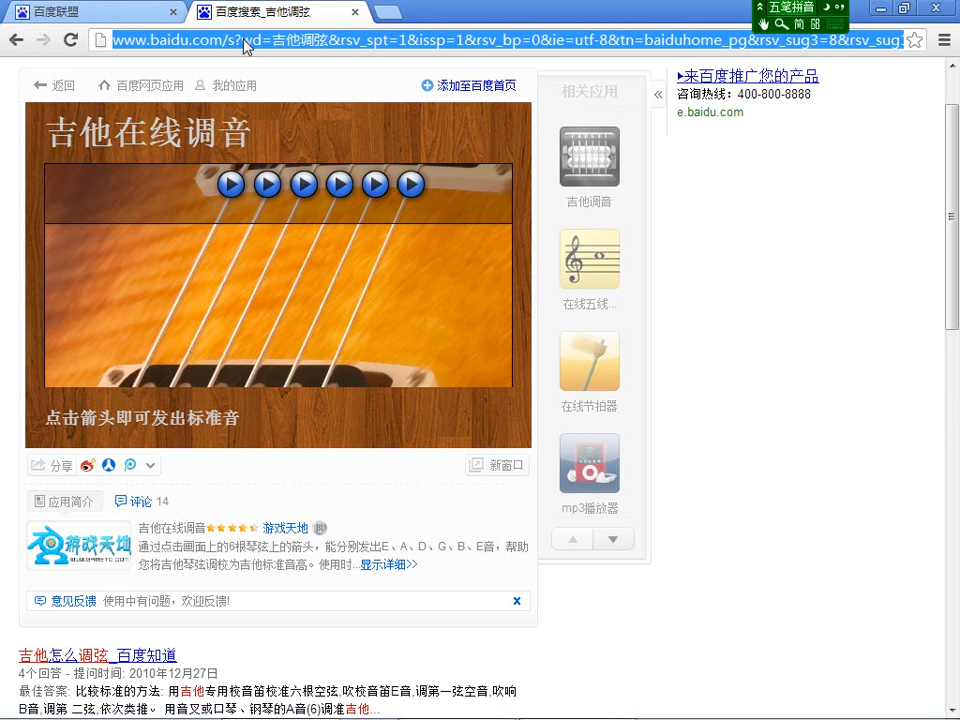 百度联盟
百度搜索_吉他调弦
五笔拼音
简
www.baidu.com/s?wd=吉他调弦&rsv_spt=1&issp=1&rsv_bp=0&ie=utf-8&tn=baiduhome_pg&rsv_sug3=8&rsv_sug
返回
百度网页应用
我的应用
添加至百度首页
吉他在线调音
点击箭头即可发出标准音
相关应用
吉他调音
在线五线...
在线节拍器
mp3播放器
来百度推广您的产品
咨询热线：400-800-8888
e.baidu.com
分享
新窗口
应用简介
评论 14
游戏天地
吉他在线调音 游戏天地
通过点击画面上的6根琴弦上的箭头，能分别发出E、A、D、G、B、E音，帮助
您将吉他琴弦调校为吉他标准音高。使用时...显示详细>>
意见反馈 使用中有问题，欢迎反馈!
吉他怎么调弦_百度知道
4个回答 - 提问时间: 2010年12月27日
最佳答案: 比较标准的方法: 用吉他专用校音笛校准六根空弦,吹校音笛E音,调第一弦空音,吹响
B音,调第 二弦,依次类推。 用音叉或口琴、钢琴的A音(6)调准吉他...